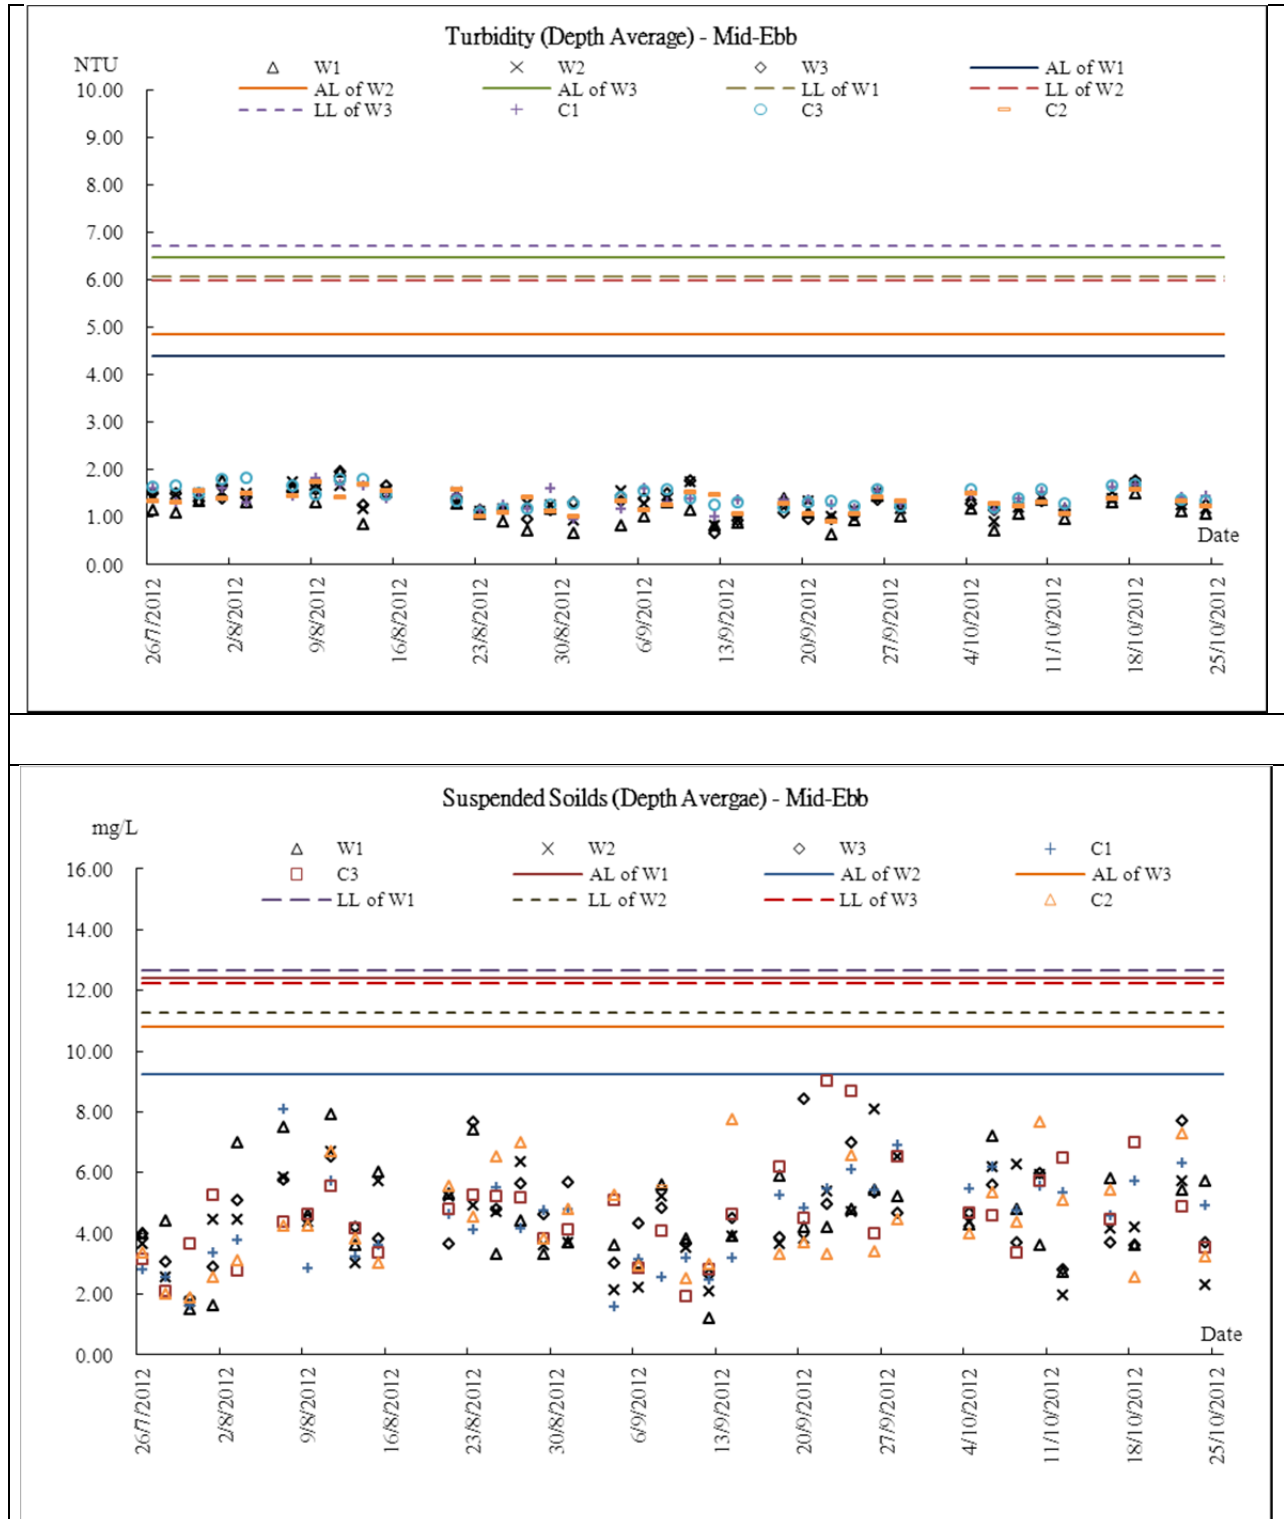 Turbidity (Depth Average) - Mid-Ebb
NTU
W1 W2 W3 AL of W1
AL of W2 AL of W3 LL of W1 LL of W2
LL of W3 C1 C3 C2
10.00
9.00
8.00
7.00
6.00
5.00
4.00
3.00
2.00
1.00
0.00
Date
26/7/2012 2/8/2012 9/8/2012 16/8/2012 23/8/2012 30/8/2012 6/9/2012 13/9/2012 20/9/2012 27/9/2012 4/10/2012 11/10/2012 18/10/2012 25/10/2012
Suspended Soilds (Depth Avergae) - Mid-Ebb
mg/L
W1 W2 W3 C1
C3 AL of W1 AL of W2 AL of W3
LL of W1 LL of W2 LL of W3 C2
16.00
14.00
12.00
10.00
8.00
6.00
4.00
2.00
0.00
Date
26/7/2012 2/8/2012 9/8/2012 16/8/2012 23/8/2012 30/8/2012 6/9/2012 13/9/2012 20/9/2012 27/9/2012 4/10/2012 11/10/2012 18/10/2012 25/10/2012